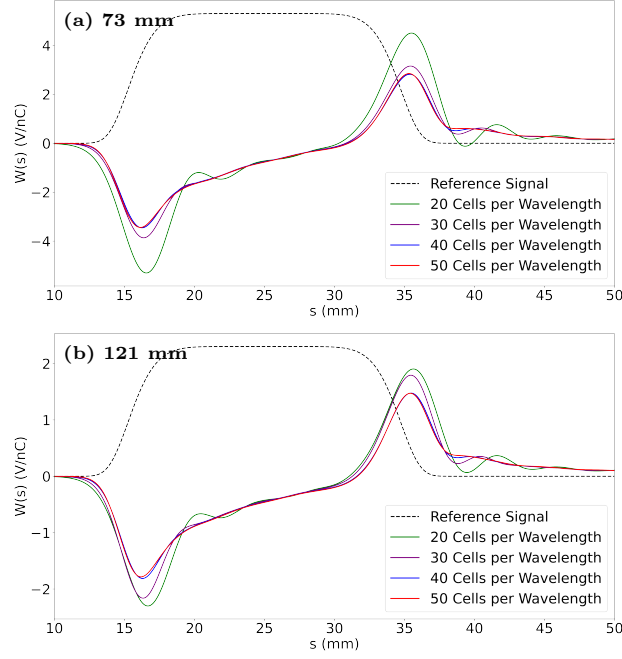 (a) 73 mm
4
2
0
−2
−4
W(s) (V/nC)
Reference Signal
20 Cells per Wavelength
30 Cells per Wavelength
40 Cells per Wavelength
50 Cells per Wavelength
10 15 20 25 30 35 40 45 50
s (mm)
(b) 121 mm
2
1
0
−1
−2
W(s) (V/nC)
Reference Signal
20 Cells per Wavelength
30 Cells per Wavelength
40 Cells per Wavelength
50 Cells per Wavelength
10 15 20 25 30 35 40 45 50
s (mm)